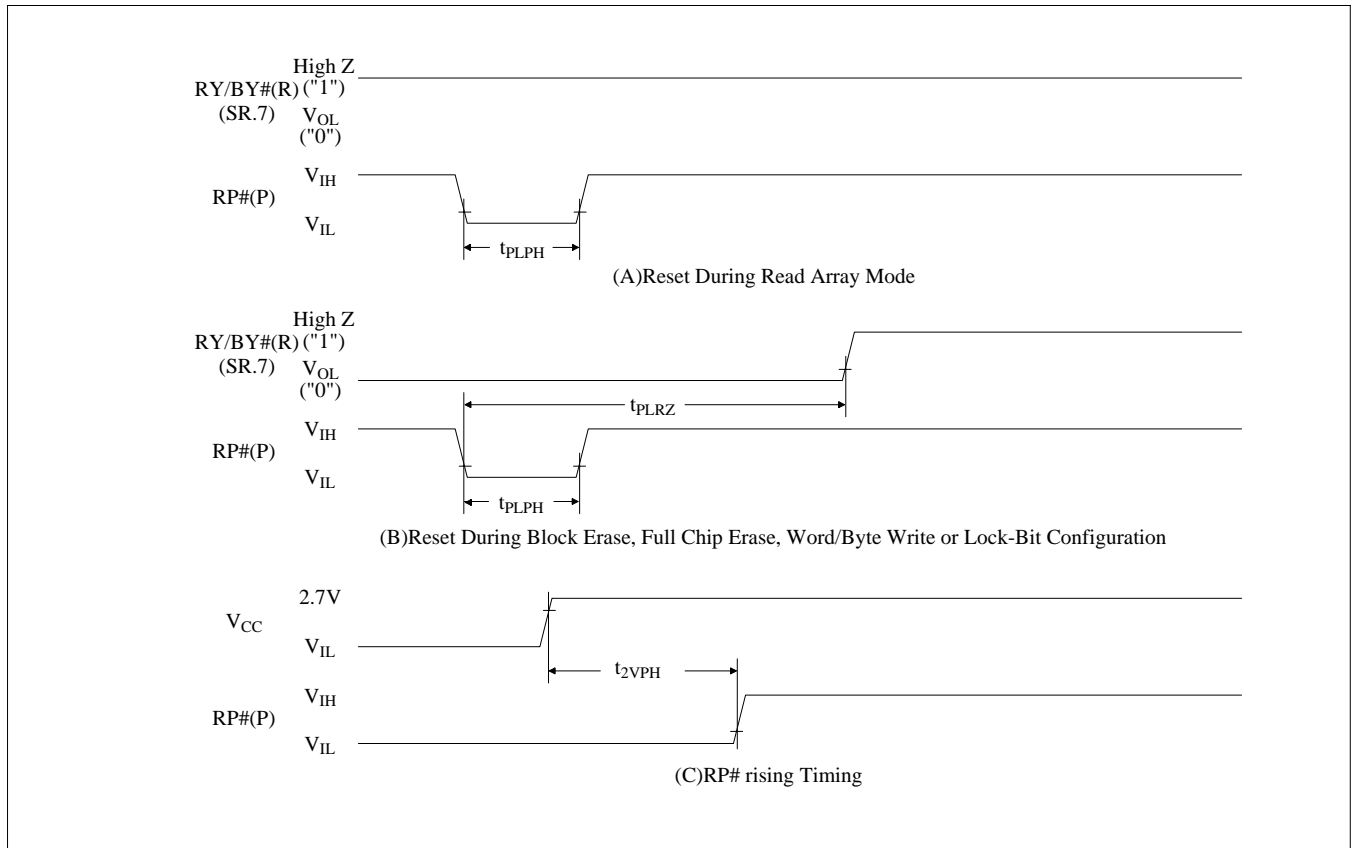 High Z
RY/BY#(R) ("1")
(SR.7) VOL
("0")
VIH
RP#(P)
VIL
tPLPH
(A)Reset During Read Array Mode
High Z
RY/BY#(R) ("1")
(SR.7) VOL
("0")
tPLRZ
VIH
RP#(P)
VIL
tPLPH
(B)Reset During Block Erase, Full Chip Erase, Word/Byte Write or Lock-Bit Configuration
2.7V
VCC
VIL
t2VPH
VIH
RP#(P)
VIL
(C)RP# rising Timing